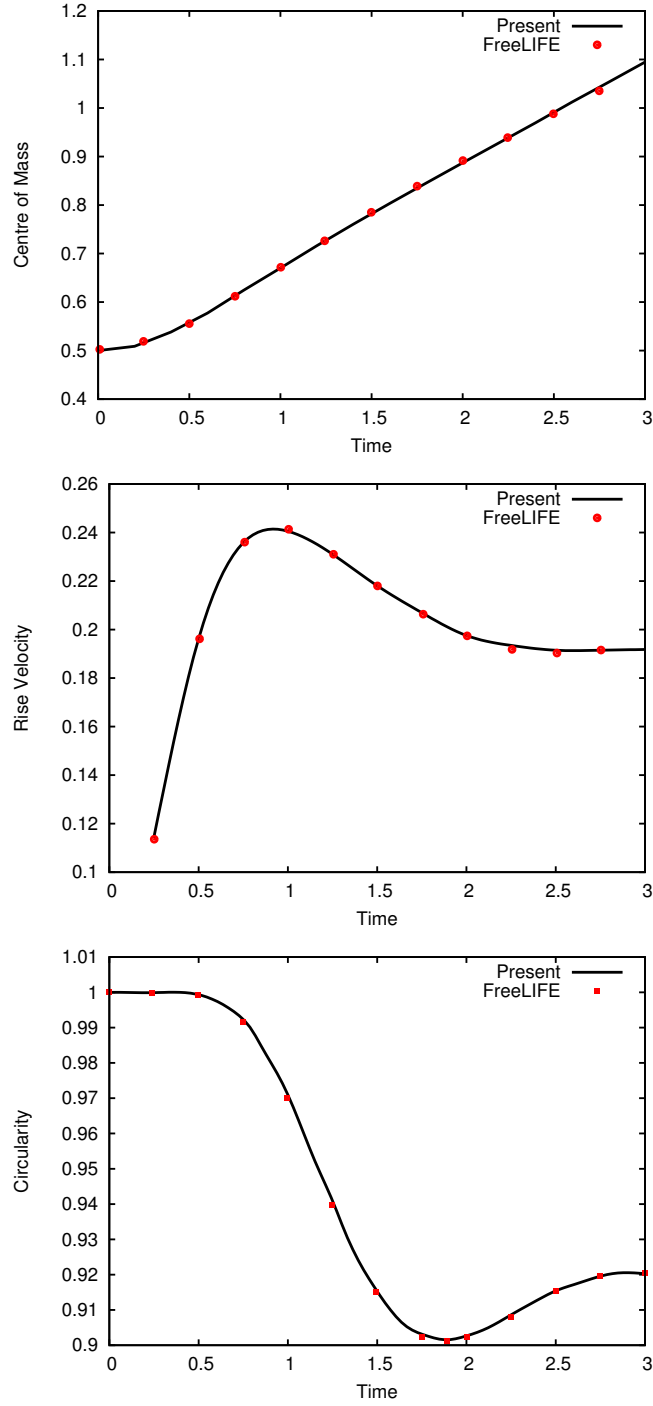 1.2
1.1
1
0.9
0.8
0.7
0.6
0.5
0.4
Centre of Mass
Present
FreeLIFE
0 0.5 1 1.5 2 2.5 3
Time
0.26
0.24
0.22
0.2
0.18
0.16
0.14
0.12
0.1
Rise Velocity
Present
FreeLIFE
0 0.5 1 1.5 2 2.5 3
Time
1.01
1
0.99
0.98
0.97
0.96
0.95
0.94
0.93
0.92
0.91
0.9
Circularity
Present
FreeLIFE
0 0.5 1 1.5 2 2.5 3
Time